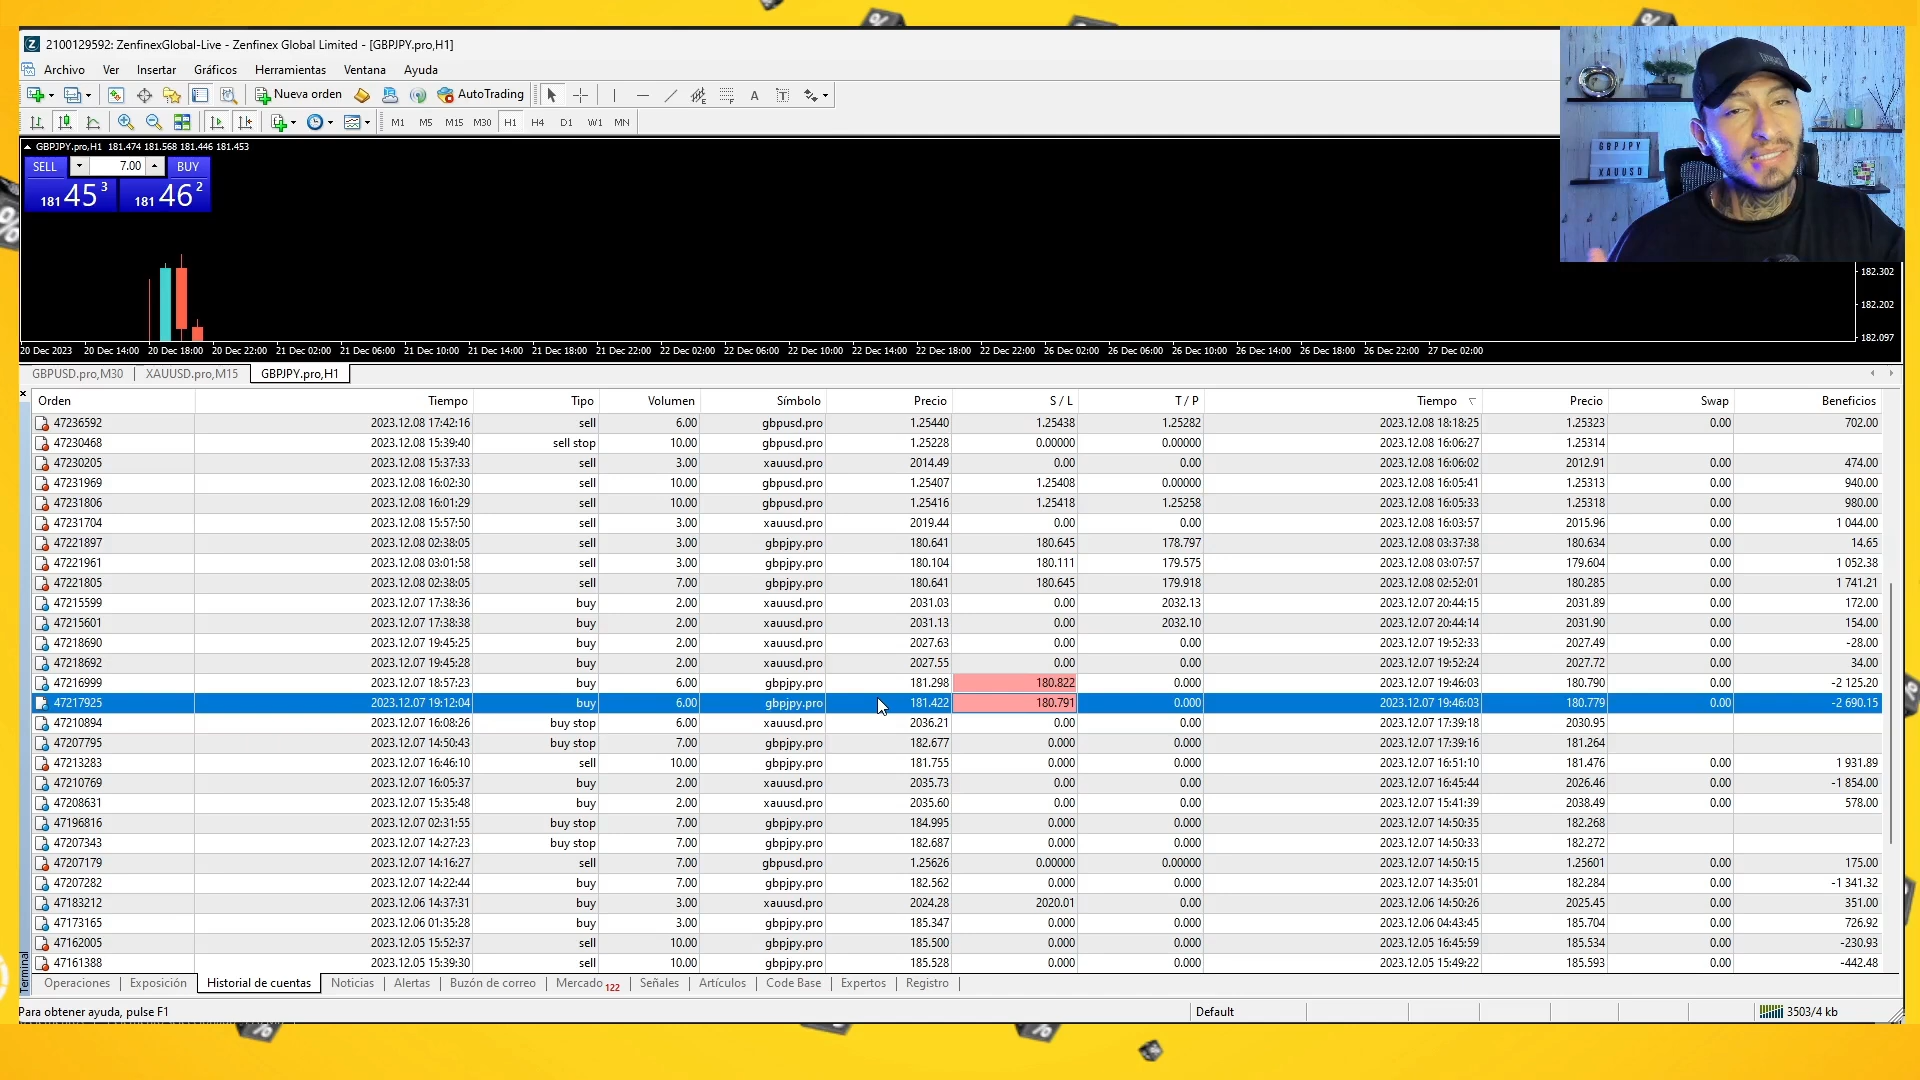 2100129592: ZenfinexGlobal-Live - Zenfinex Global Limited - [GBPJPY.pro,H1]
Archivo Ver Insertar Gráficos Herramientas Ventana Ayuda
Nueva orden AutoTrading A T
M1 M5 M15 M30 H1 H4 D1 W1 MN
GBPJPY.pro,H1 181.474 181.568 181.446 181.453
SELL 7.00 BUY
181 45 3 181 46 2
GBPJPY
XAUUSD
182.302
182.202
182.097
20 Dec 2023 20 Dec 14:00 20 Dec 18:00 20 Dec 22:00 21 Dec 02:00 21 Dec 06:00 21 Dec 10:00 21 Dec 14:00 21 Dec 18:00 21 Dec 22:00 22 Dec 02:00 22 Dec 06:00 22 Dec 10:00 22 Dec 14:00 22 Dec 18:00 22 Dec 22:00 26 Dec 02:00 26 Dec 06:00 26 Dec 10:00 26 Dec 14:00 26 Dec 18:00 26 Dec 22:00 27 Dec 02:00
GBPUSD.pro,M30 XAUUSD.pro,M15 GBPJPY.pro,H1
Orden Tiempo Tipo Volumen Símbolo Precio S / L T / P Tiempo Precio Swap Beneficios
47236592 2023.12.08 17:42:16 sell 6.00 gbpusd.pro 1.25440 1.25438 1.25282 2023.12.08 18:18:25 1.25323 0.00 702.00
47230468 2023.12.08 15:39:40 sell stop 10.00 gbpusd.pro 1.25228 0.00000 0.00000 2023.12.08 16:06:27 1.25314
47230205 2023.12.08 15:37:33 sell 3.00 xauusd.pro 2014.49 0.00 0.00 2023.12.08 16:06:02 2012.91 0.00 474.00
47231969 2023.12.08 16:02:30 sell 10.00 gbpusd.pro 1.25407 1.25408 0.00000 2023.12.08 16:05:41 1.25313 0.00 940.00
47231806 2023.12.08 16:01:29 sell 10.00 gbpusd.pro 1.25416 1.25418 1.25258 2023.12.08 16:05:33 1.25318 0.00 980.00
47231704 2023.12.08 15:57:50 sell 3.00 xauusd.pro 2019.44 0.00 0.00 2023.12.08 16:03:57 2015.96 0.00 1 044.00
47221897 2023.12.08 02:38:05 sell 3.00 gbpjpy.pro 180.641 180.645 178.797 2023.12.08 03:37:38 180.634 0.00 14.65
47221961 2023.12.08 03:01:58 sell 3.00 gbpjpy.pro 180.104 180.111 179.575 2023.12.08 03:07:57 179.604 0.00 1 052.38
47221805 2023.12.08 02:38:05 sell 7.00 gbpjpy.pro 180.641 180.645 179.918 2023.12.08 02:52:01 180.285 0.00 1 741.21
47215599 2023.12.07 17:38:36 buy 2.00 xauusd.pro 2031.03 0.00 2032.13 2023.12.07 20:44:15 2031.89 0.00 172.00
47215601 2023.12.07 17:38:38 buy 2.00 xauusd.pro 2031.13 0.00 2032.10 2023.12.07 20:44:14 2031.90 0.00 154.00
47218690 2023.12.07 19:45:25 buy 2.00 xauusd.pro 2027.63 0.00 0.00 2023.12.07 19:52:33 2027.49 0.00 -28.00
47218692 2023.12.07 19:45:28 buy 2.00 xauusd.pro 2027.55 0.00 0.00 2023.12.07 19:52:24 2027.72 0.00 34.00
47216999 2023.12.07 18:57:23 buy 6.00 gbpjpy.pro 181.298 180.822 0.000 2023.12.07 19:46:03 180.790 0.00 -2 125.20
47217925 2023.12.07 19:12:04 buy 6.00 gbpjpy.pro 181.422 180.791 0.000 2023.12.07 19:46:03 180.779 0.00 -2 690.15
47210894 2023.12.07 16:08:26 buy stop 6.00 xauusd.pro 2036.21 0.00 0.00 2023.12.07 17:39:18 2030.95
47207795 2023.12.07 14:50:43 buy stop 7.00 gbpjpy.pro 182.677 0.000 0.000 2023.12.07 17:39:16 181.264
47213283 2023.12.07 16:46:10 sell 10.00 gbpjpy.pro 181.755 0.000 0.000 2023.12.07 16:51:10 181.476 0.00 1 931.89
47210769 2023.12.07 16:05:37 buy 2.00 xauusd.pro 2035.73 0.00 0.00 2023.12.07 16:45:44 2026.46 0.00 -1 854.00
47208631 2023.12.07 15:35:48 buy 2.00 xauusd.pro 2035.60 0.00 0.00 2023.12.07 15:41:39 2038.49 0.00 578.00
47196816 2023.12.07 02:31:55 buy stop 7.00 gbpjpy.pro 184.995 0.000 0.000 2023.12.07 14:50:35 182.268
47207343 2023.12.07 14:27:23 buy stop 7.00 gbpjpy.pro 182.687 0.000 0.000 2023.12.07 14:50:33 182.272
47207179 2023.12.07 14:16:27 sell 7.00 gbpusd.pro 1.25626 0.00000 0.00000 2023.12.07 14:50:15 1.25601 0.00 175.00
47207282 2023.12.07 14:22:44 buy 7.00 gbpjpy.pro 182.562 0.000 0.000 2023.12.07 14:35:01 182.284 0.00 -1 341.32
47183212 2023.12.06 14:37:31 buy 3.00 xauusd.pro 2024.28 2020.01 0.00 2023.12.06 14:50:26 2025.45 0.00 351.00
47173165 2023.12.06 01:35:28 buy 3.00 gbpjpy.pro 185.347 0.000 0.000 2023.12.06 04:43:45 185.704 0.00 726.92
47162005 2023.12.05 15:52:37 sell 10.00 gbpjpy.pro 185.500 0.000 0.000 2023.12.05 16:45:59 185.534 0.00 -230.93
47161388 2023.12.05 15:39:30 sell 10.00 gbpjpy.pro 185.528 0.000 0.000 2023.12.05 15:49:22 185.593 0.00 -442.48
Terminal
Operaciones Exposición Historial de cuentas Noticias Alertas Buzón de correo Mercado 122 Señales Artículos Code Base Expertos Registro
Para obtener ayuda, pulse F1 Default 3503/4 kb